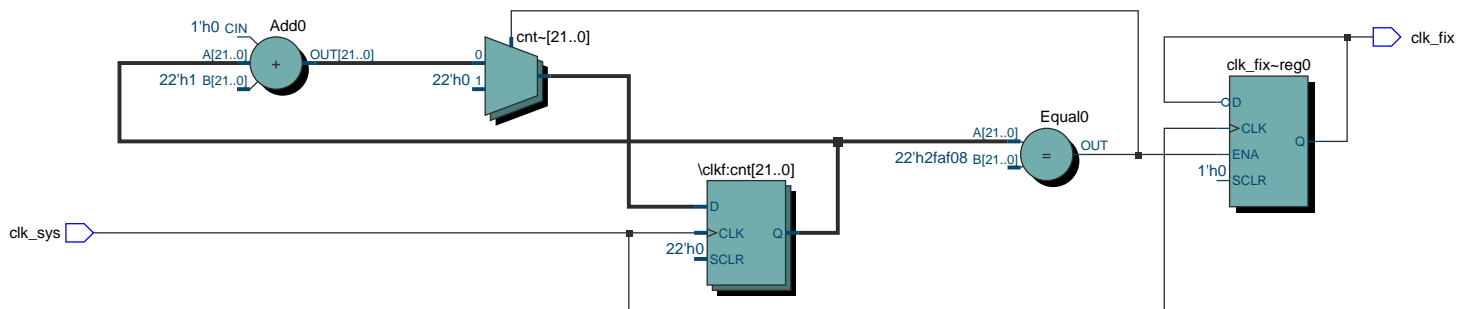 1'h0 CIN
Add0
A[21..0]
OUT[21..0]
+
22'h1 B[21..0]
cnt~[21..0]
0
22'h0 1
clk_fix
clk_fix~reg0
D
CLK
ENA
Q
1'h0
SCLR
Equal0
A[21..0]
OUT
=
22'h2faf08 B[21..0]
\clkf:cnt[21..0]
D
clk_sys
CLK
Q
22'h0
SCLR